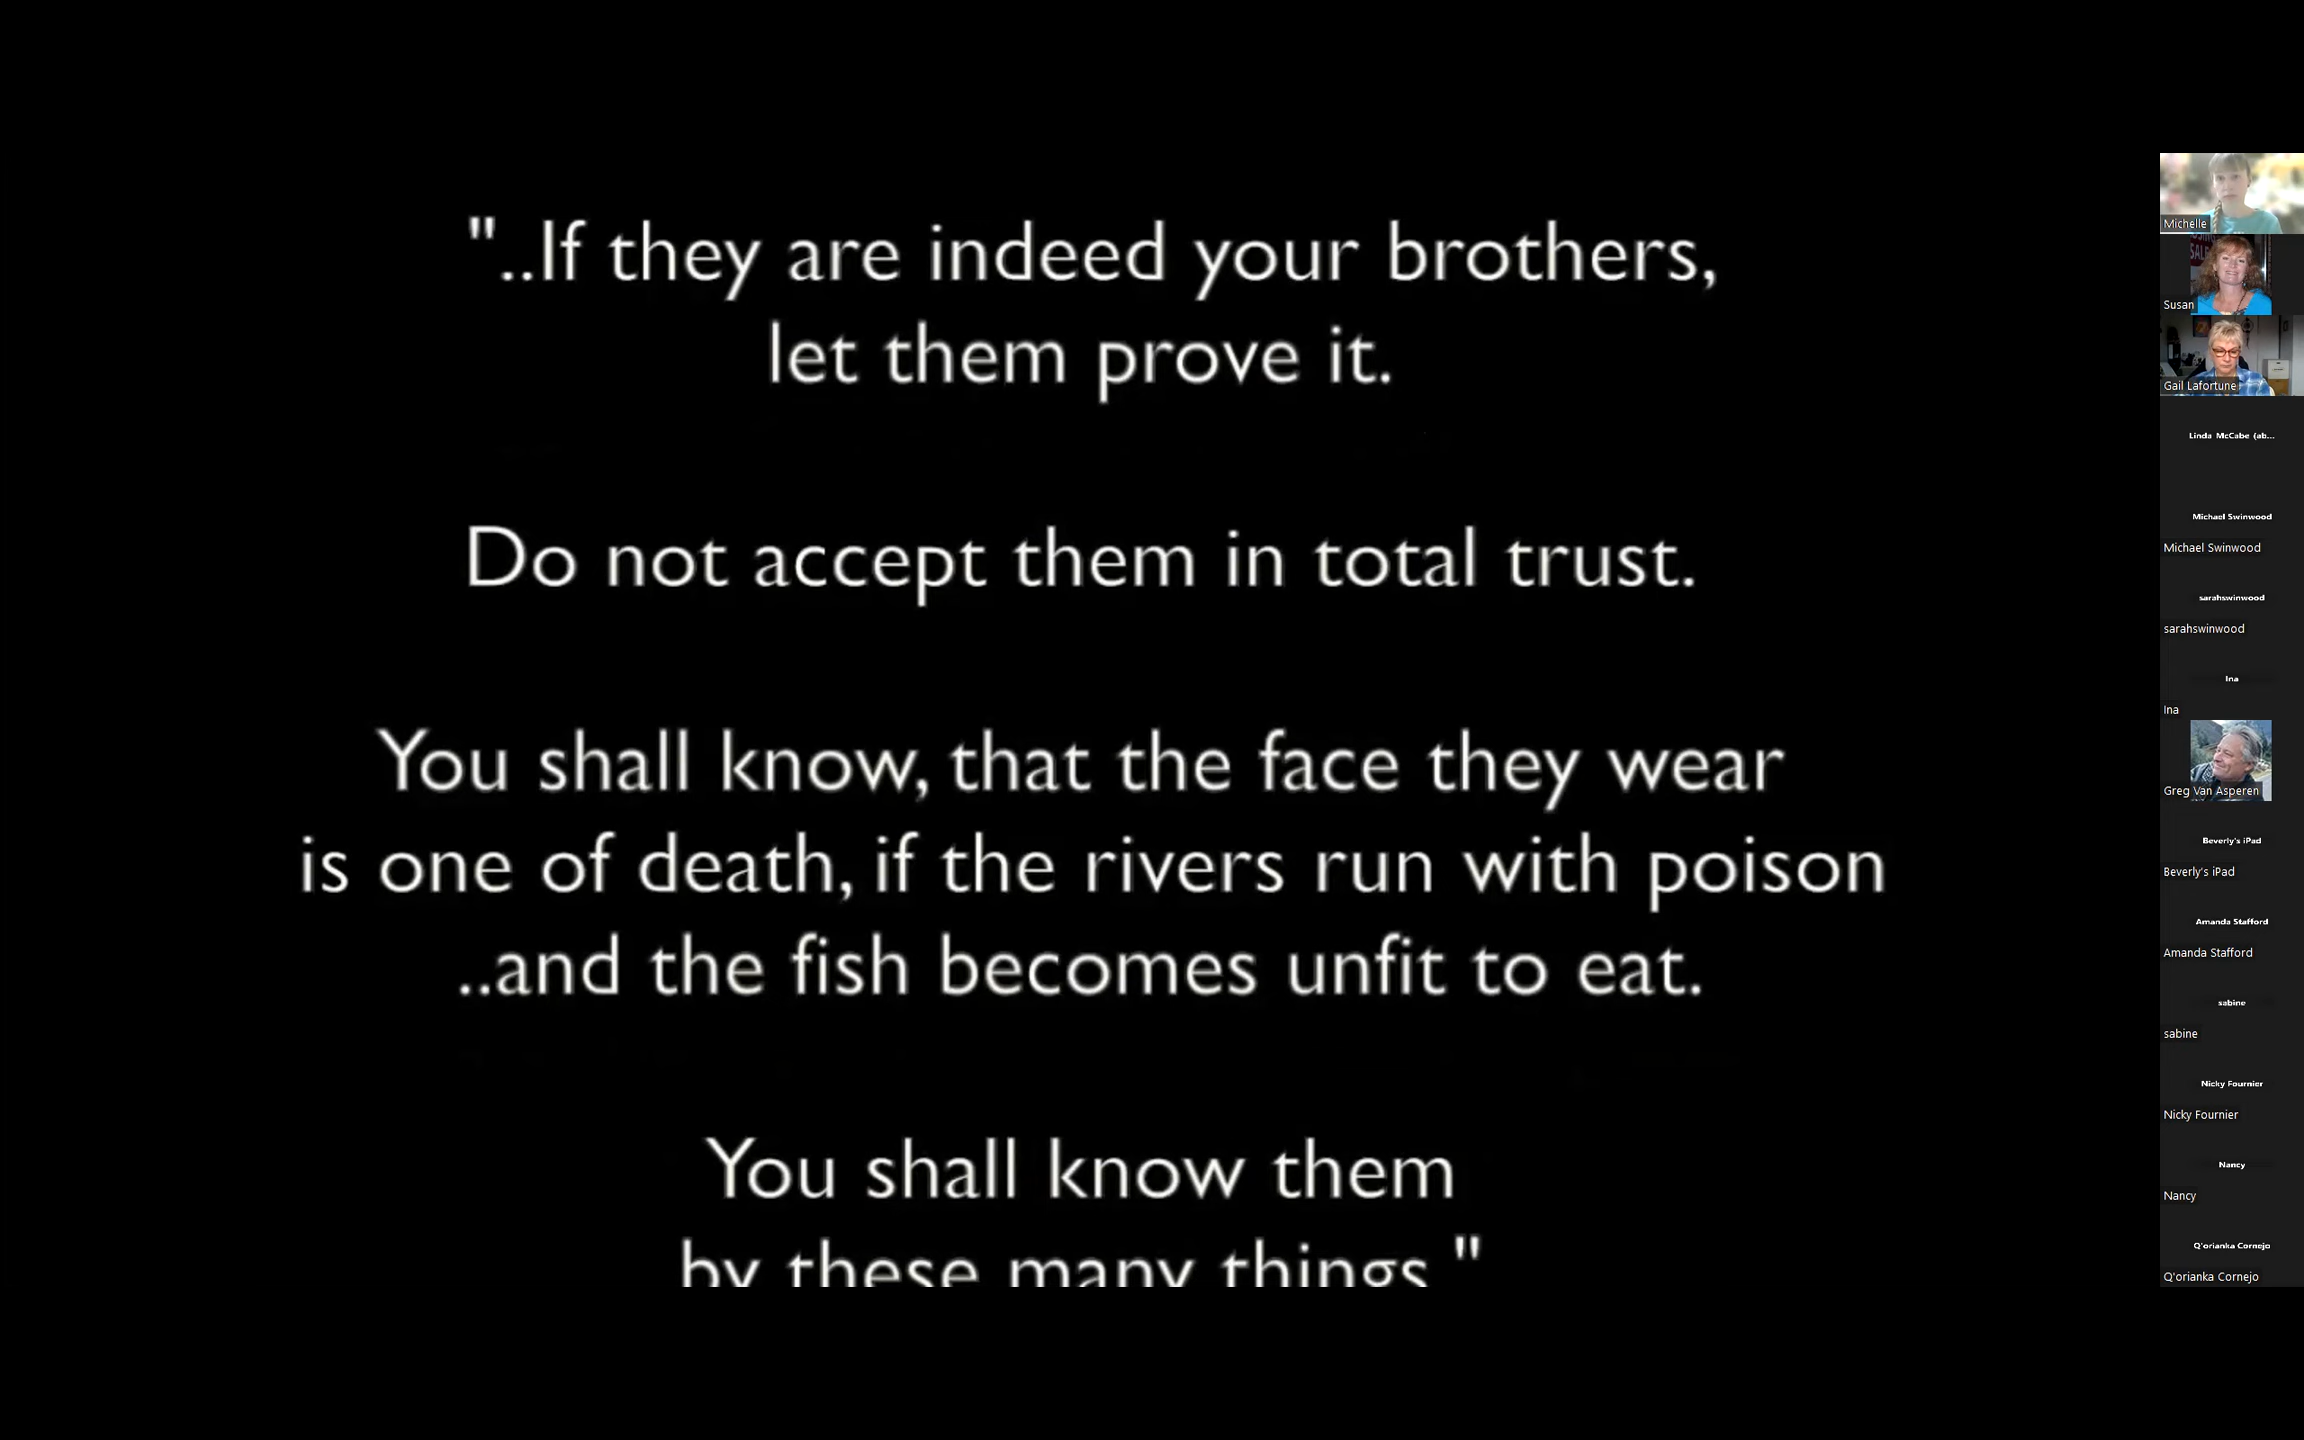 "..If they are indeed your brothers,
let them prove it.
Do not accept them in total trust.
You shall know, that the face they wear
is one of death, if the rivers run with poison
..and the fish becomes unfit to eat.
You shall know them
by these many things."
Michelle
Susan
Gail Lafortune
Linda McCabe (ab...
Michael Swinwood
Michael Swinwood
sarahswinwood
sarahswinwood
Ina
Ina
Greg Van Asperen
Beverly's iPad
Beverly's iPad
Amanda Stafford
Amanda Stafford
sabine
sabine
Nicky Fournier
Nicky Fournier
Nancy
Nancy
Q'orianka Cornejo
Q'orianka Cornejo